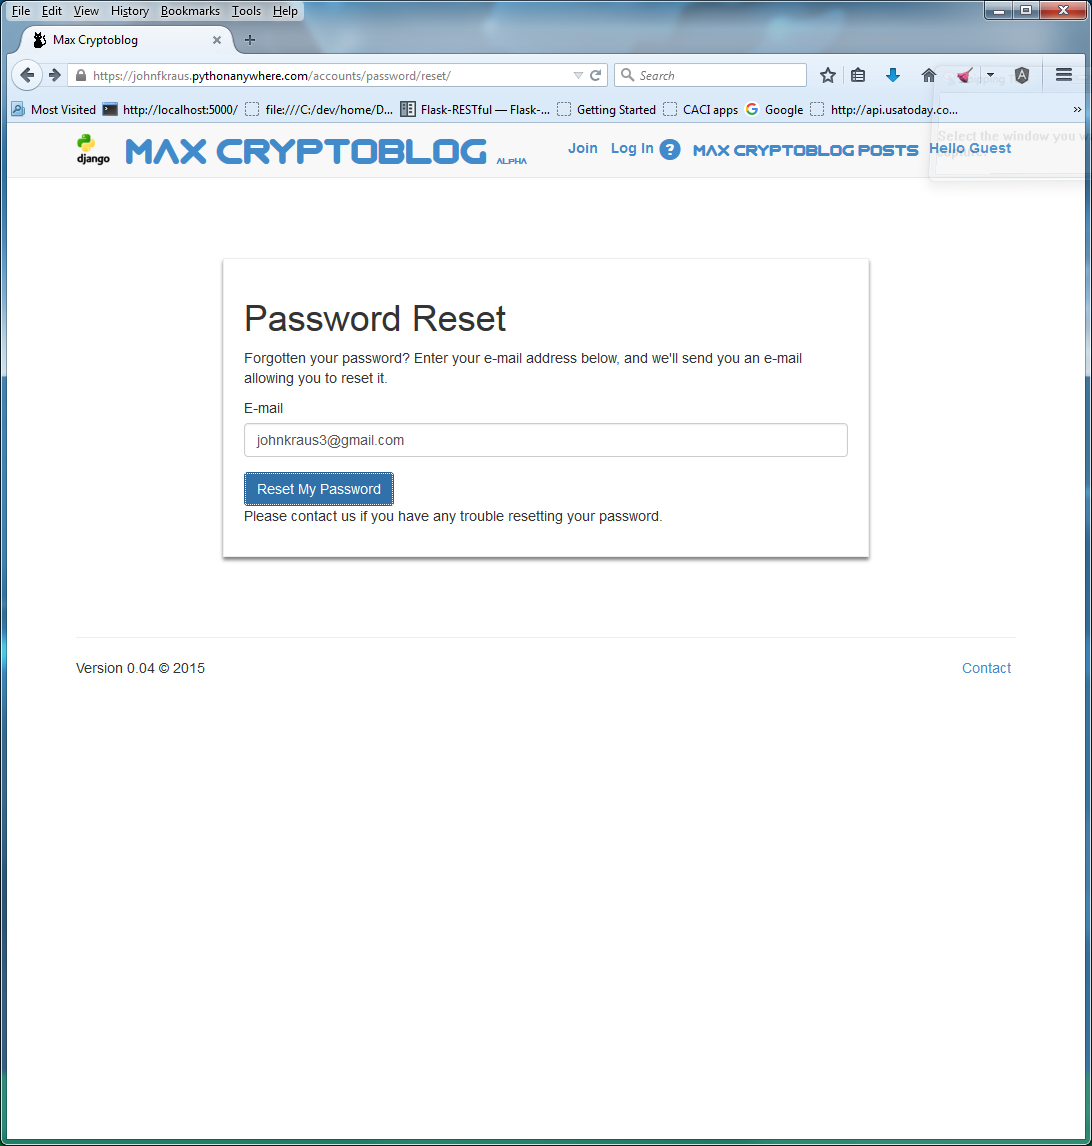 File Edit View History Bookmarks Tools Help
Max Cryptoblog
https://johnfkraus.pythonanywhere.com/accounts/password/reset/
Search
Most Visited http://localhost:5000/ file:///C:/dev/home/D... Flask-RESTful — Flask-... Getting Started CACI apps Google http://api.usatoday.co... »
Select the window you w
django MAX CRYPTOBLOG ALPHA Join Log In ? MAX CRYPTOBLOG POSTS Hello Guest
Password Reset
Forgotten your password? Enter your e-mail address below, and we'll send you an e-mail
allowing you to reset it.
E-mail
johnkraus3@gmail.com
Reset My Password
Please contact us if you have any trouble resetting your password.
Version 0.04 © 2015 Contact